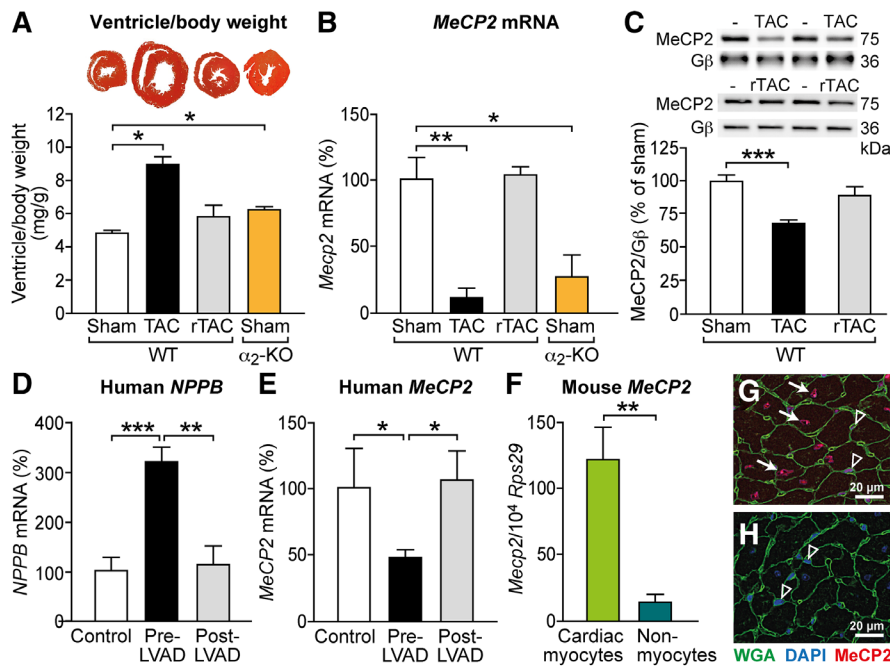 A Ventricle/body weight
Ventricle/body weight
(mg/g)
12
10
8
6
4
2
0
*
*
Sham TAC rTAC Sham
WT α2-KO
B MeCP2 mRNA
Mecp2 mRNA (%)
150
100
50
0
**
*
Sham TAC rTAC Sham
WT α2-KO
C
- TAC - TAC
MeCP2 75
Gβ 36
- rTAC - rTAC
MeCP2 75
Gβ 36
kDa
MeCP2/Gβ (% of sham)
125
100
75
50
25
0
***
Sham TAC rTAC
WT
D Human NPPB
NPPB mRNA (%)
400
300
200
100
0
*** **
Control Pre-LVAD Post-LVAD
E Human MeCP2
MeCP2 mRNA (%)
150
100
50
0
* *
Control Pre-LVAD Post-LVAD
F Mouse MeCP2
Mecp2/10⁴ Rps29
150
100
50
0
**
Cardiac myocytes Non-myocytes
G
20 µm
H
20 µm
WGA DAPI MeCP2